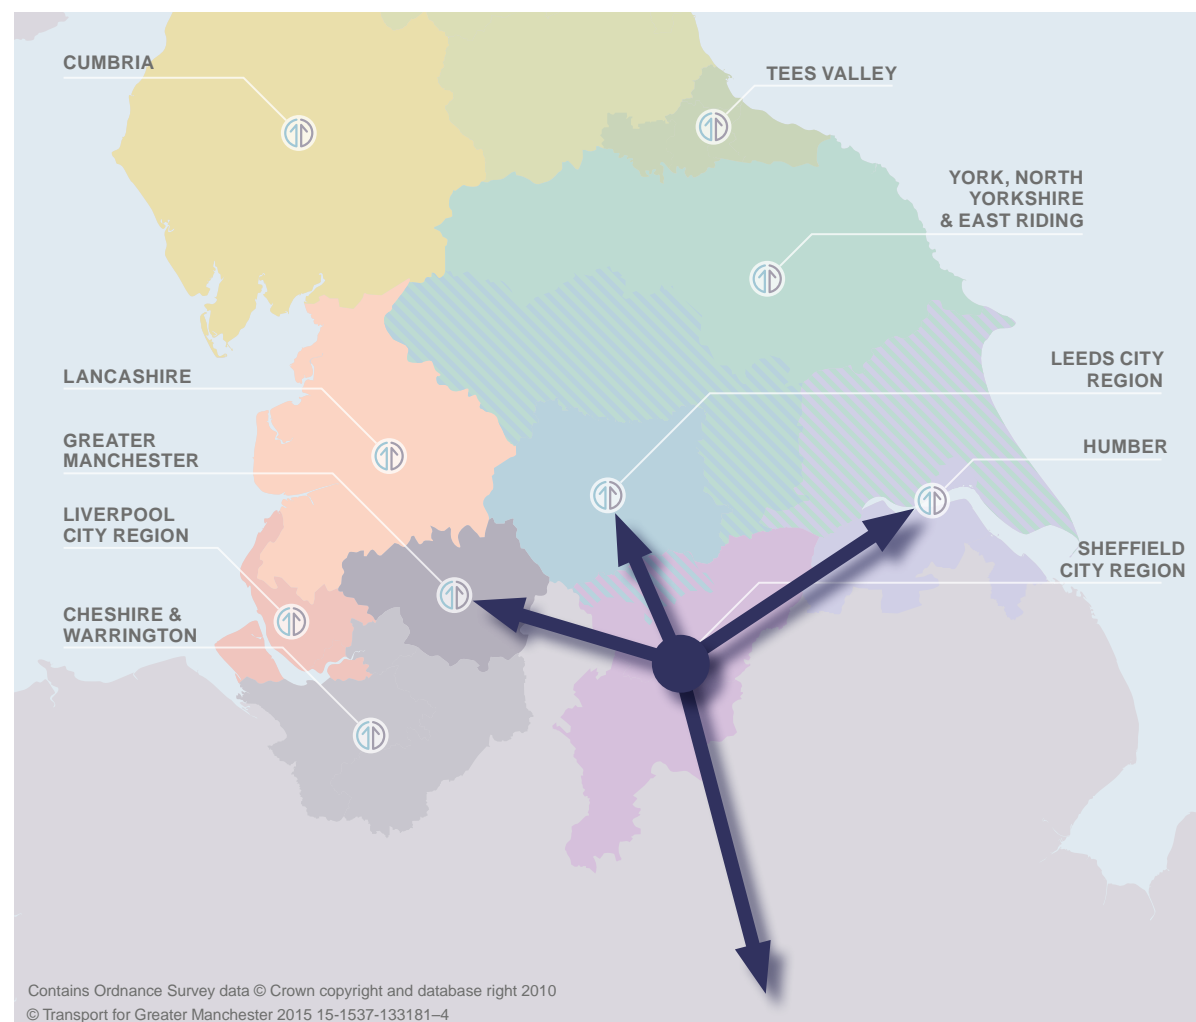 CUMBRIA
TEES VALLEY
YORK, NORTH
YORKSHIRE
& EAST RIDING
LEEDS CITY
REGION
LANCASHIRE
GREATER
MANCHESTER
HUMBER
LIVERPOOL
CITY REGION
SHEFFIELD
CITY REGION
CHESHIRE &
WARRINGTON
Contains Ordnance Survey data © Crown copyright and database right 2010
© Transport for Greater Manchester 2015 15-1537-133181–4